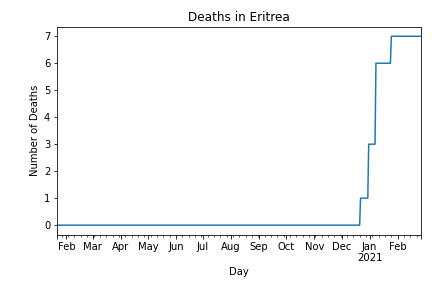 Deaths in Eritrea
7
6
5
4
3
2
1
0
Number of Deaths
Feb Mar Apr May Jun Jul Aug Sep Oct Nov Dec Jan Feb
2021
Day